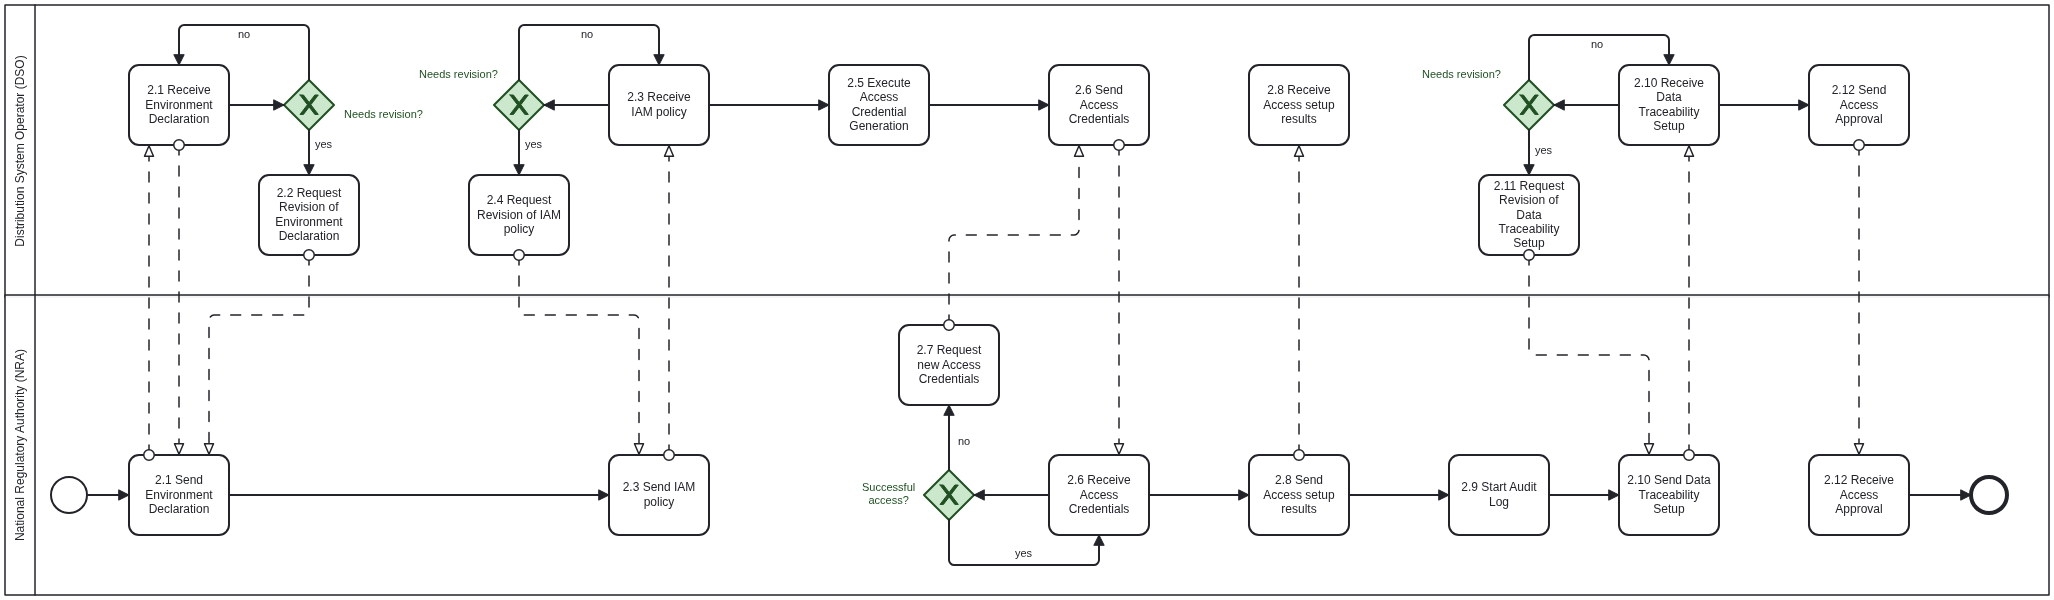 Distribution System Operator (DSO)
no
2.1 Receive
Environment
Declaration
Needs revision?
yes
2.2 Request
Revision of
Environment
Declaration
no
Needs revision?
2.3 Receive
IAM policy
yes
2.4 Request
Revision of IAM
policy
2.5 Execute
Access
Credential
Generation
2.6 Send
Access
Credentials
2.8 Receive
Access setup
results
no
Needs revision?
2.10 Receive
Data
Traceability
Setup
yes
2.11 Request
Revision of
Data
Traceability
Setup
2.12 Send
Access
Approval
National Regulatory Authority (NRA)
2.1 Send
Environment
Declaration
2.3 Send IAM
policy
2.7 Request
new Access
Credentials
no
Successful
access?
yes
2.6 Receive
Access
Credentials
2.8 Send
Access setup
results
2.9 Start Audit
Log
2.10 Send Data
Traceability
Setup
2.12 Receive
Access
Approval